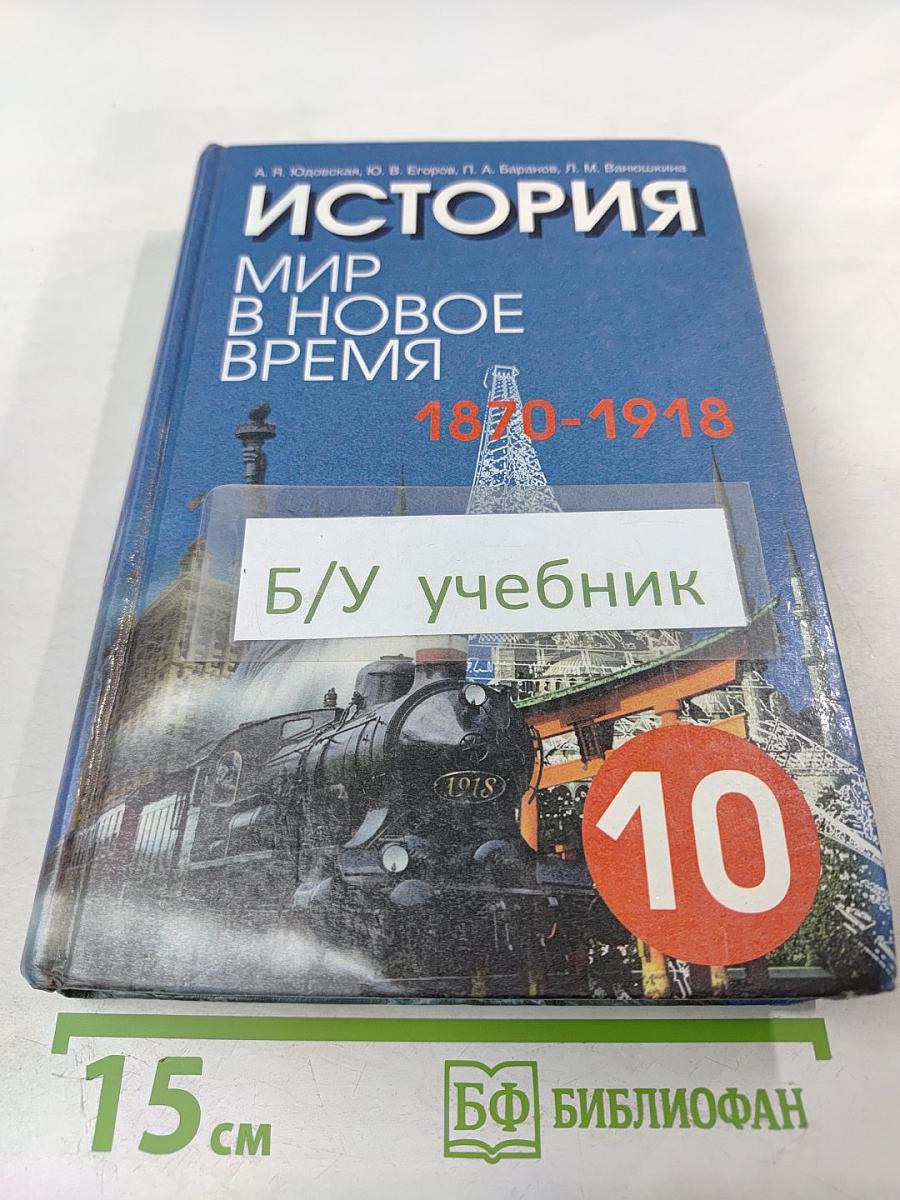 А. Я. Юдовская, Ю. В. Егоров, П. А. Баранов, Л. М. Ванюшкина
ИСТОРИЯ
МИР
В НОВОЕ
ВРЕМЯ
1870-1918
Б/У учебник
1918
10
15 см
БФ БИБЛИОФАН